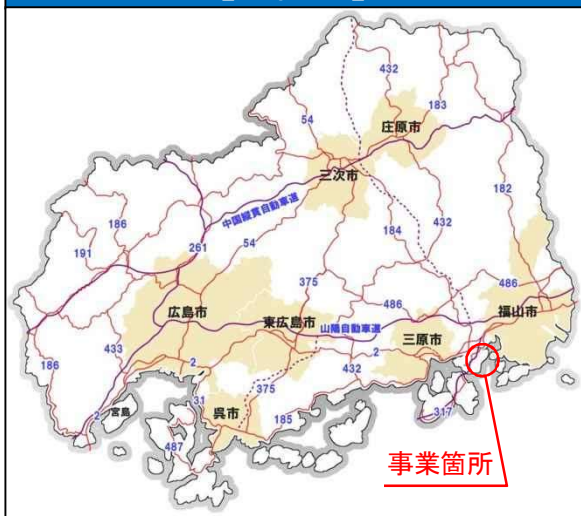 432
183
54
庄原市
三次市
182
中国縦貫自動車道
186
432
184
191
261
54
375
486
486
広島市
東広島市
山陽自動車道
福山市
三原市
186
433
2
2
432
375
31
呉市
185
2
宮島
317
487
事業箇所